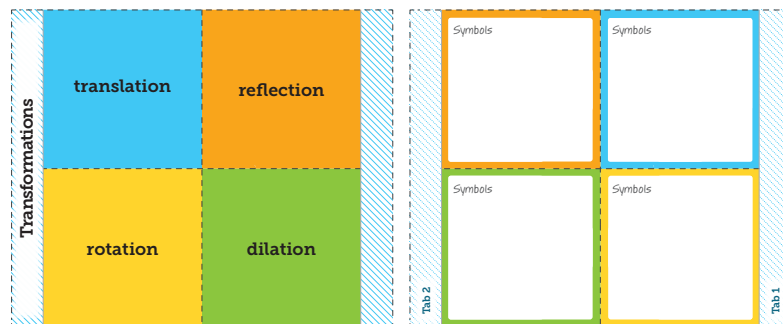 Transformations
translation
reflection
rotation
dilation
Symbols
Symbols
Symbols
Symbols
Tab 2
Tab 1